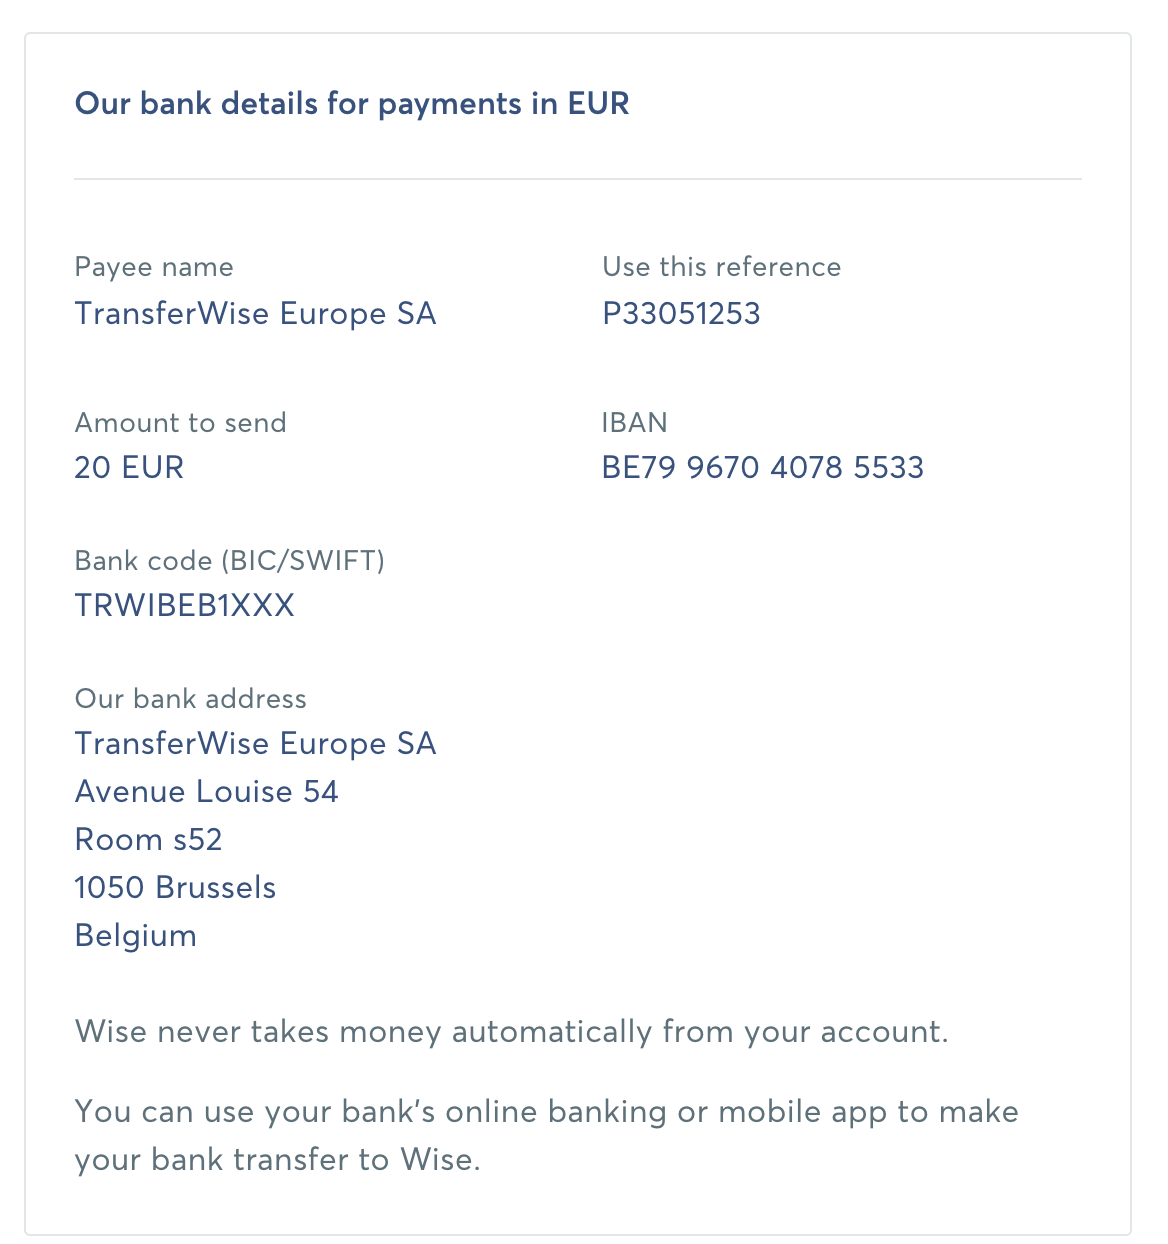 Our bank details for payments in EUR
Payee name
TransferWise Europe SA
Use this reference
P33051253
Amount to send
20 EUR
IBAN
BE79 9670 4078 5533
Bank code (BIC/SWIFT)
TRWIBEB1XXX
Our bank address
TransferWise Europe SA
Avenue Louise 54
Room s52
1050 Brussels
Belgium
Wise never takes money automatically from your account.
You can use your bank's online banking or mobile app to make
your bank transfer to Wise.